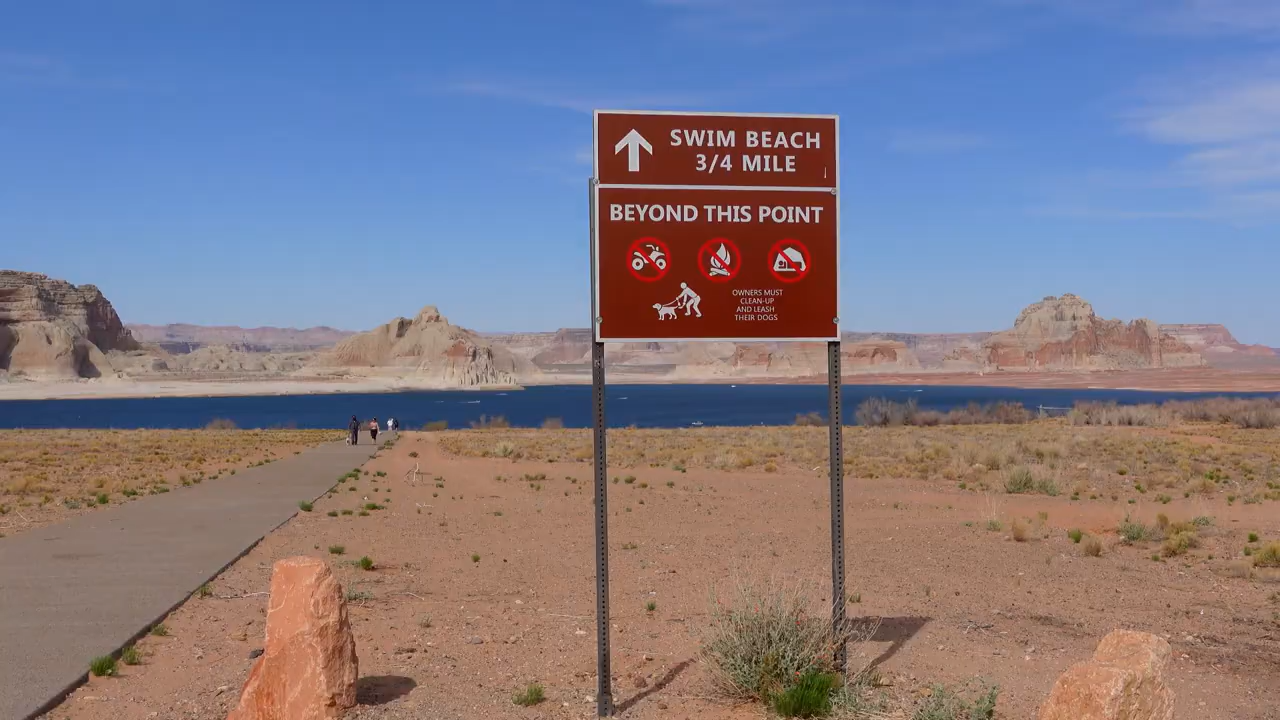 SWIM BEACH
3/4 MILE
BEYOND THIS POINT
OWNERS MUST
CLEAN-UP
AND LEASH
THEIR DOGS